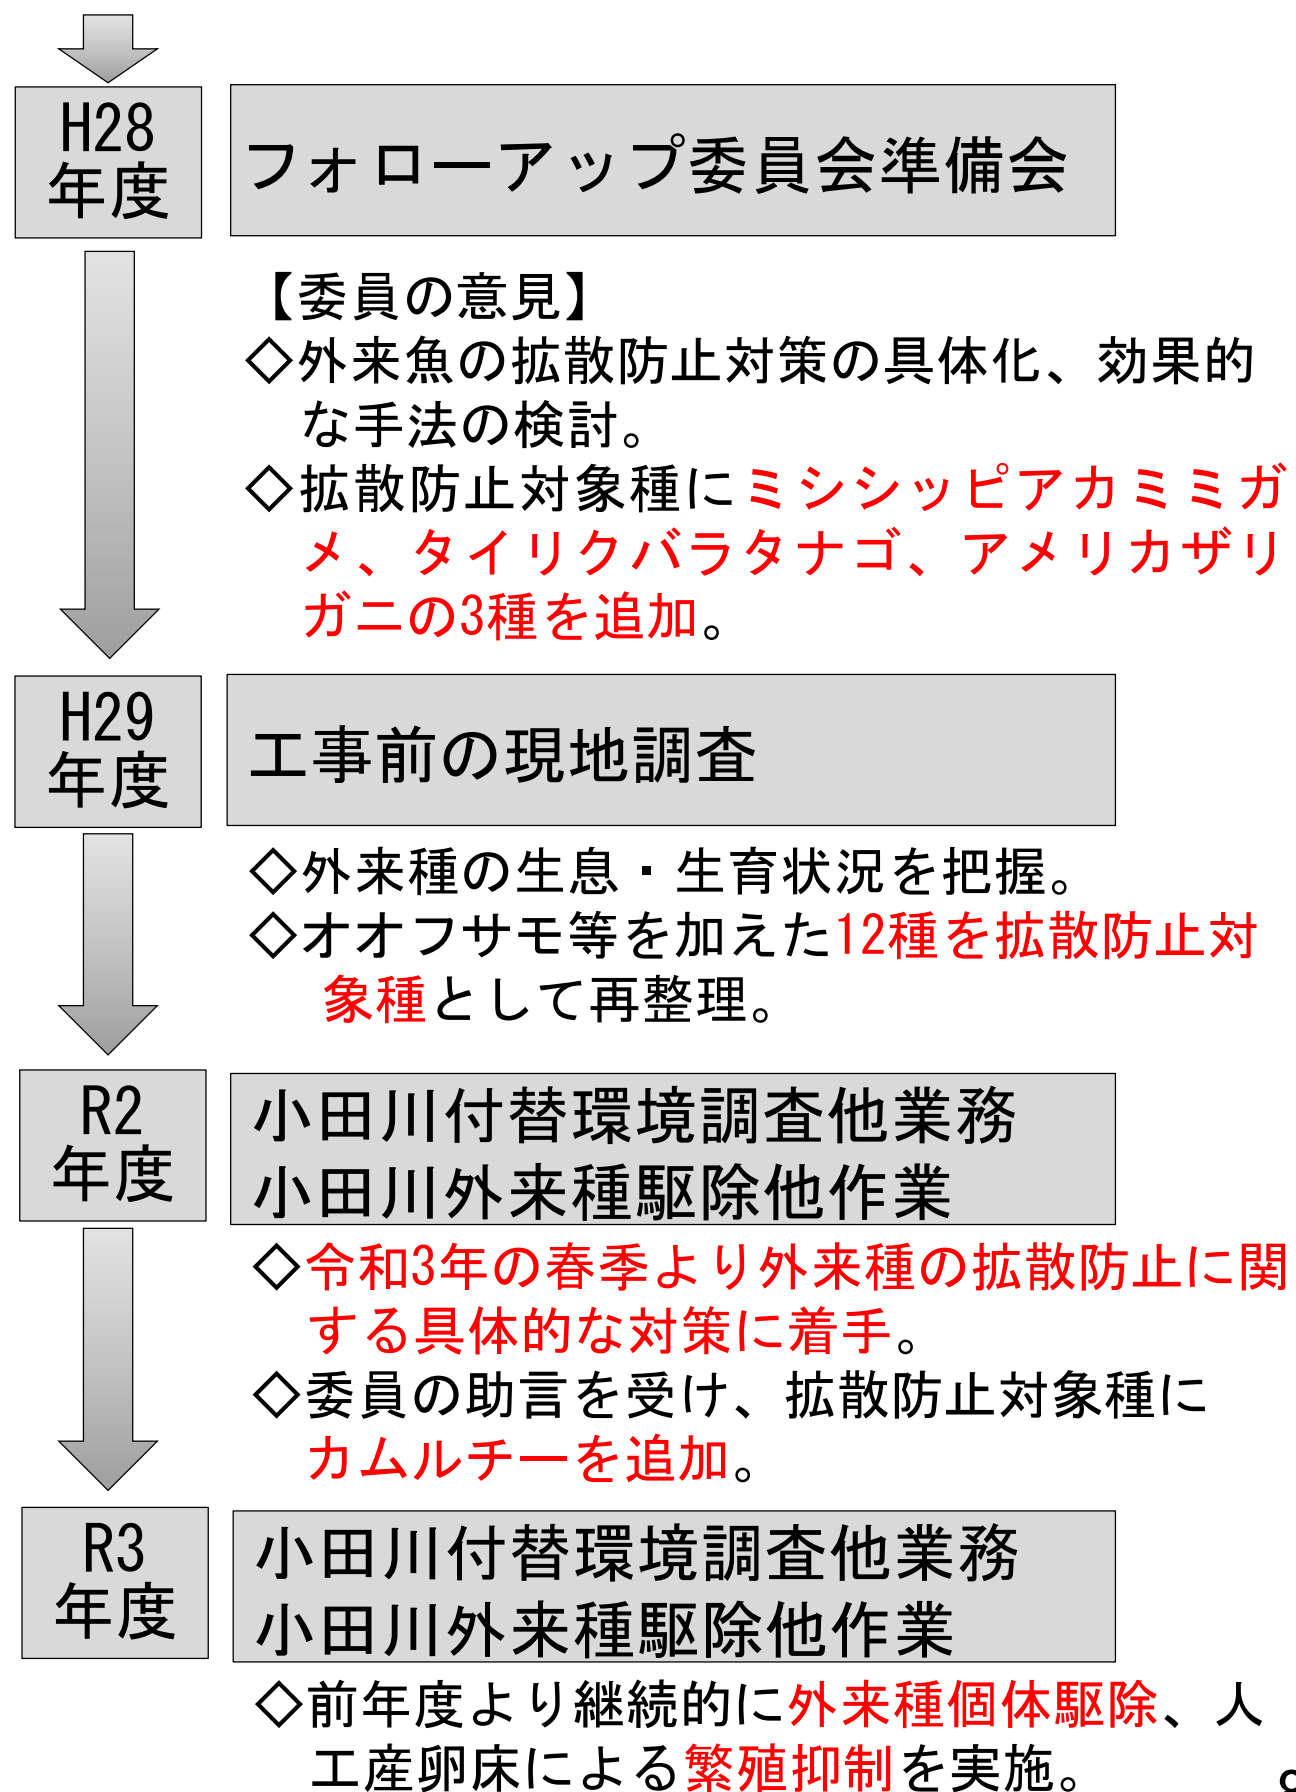 H28
年度
フォローアップ委員会準備会
【委員の意見】
◇外来魚の拡散防止対策の具体化、効果的
な手法の検討。
◇拡散防止対象種にミシシッピアカミミガ
メ、タイリクバラタナゴ、アメリカザリ
ガニの3種を追加。
H29
年度
工事前の現地調査
◇外来種の生息・生育状況を把握。
◇オオフサモ等を加えた12種を拡散防止対
象種として再整理。
R2
年度
小田川付替環境調査他業務
小田川外来種駆除他作業
◇令和3年の春季より外来種の拡散防止に関
する具体的な対策に着手。
◇委員の助言を受け、拡散防止対象種に
カムルチーを追加。
R3
年度
小田川付替環境調査他業務
小田川外来種駆除他作業
◇前年度より継続的に外来種個体駆除、人
工産卵床による繁殖抑制を実施。